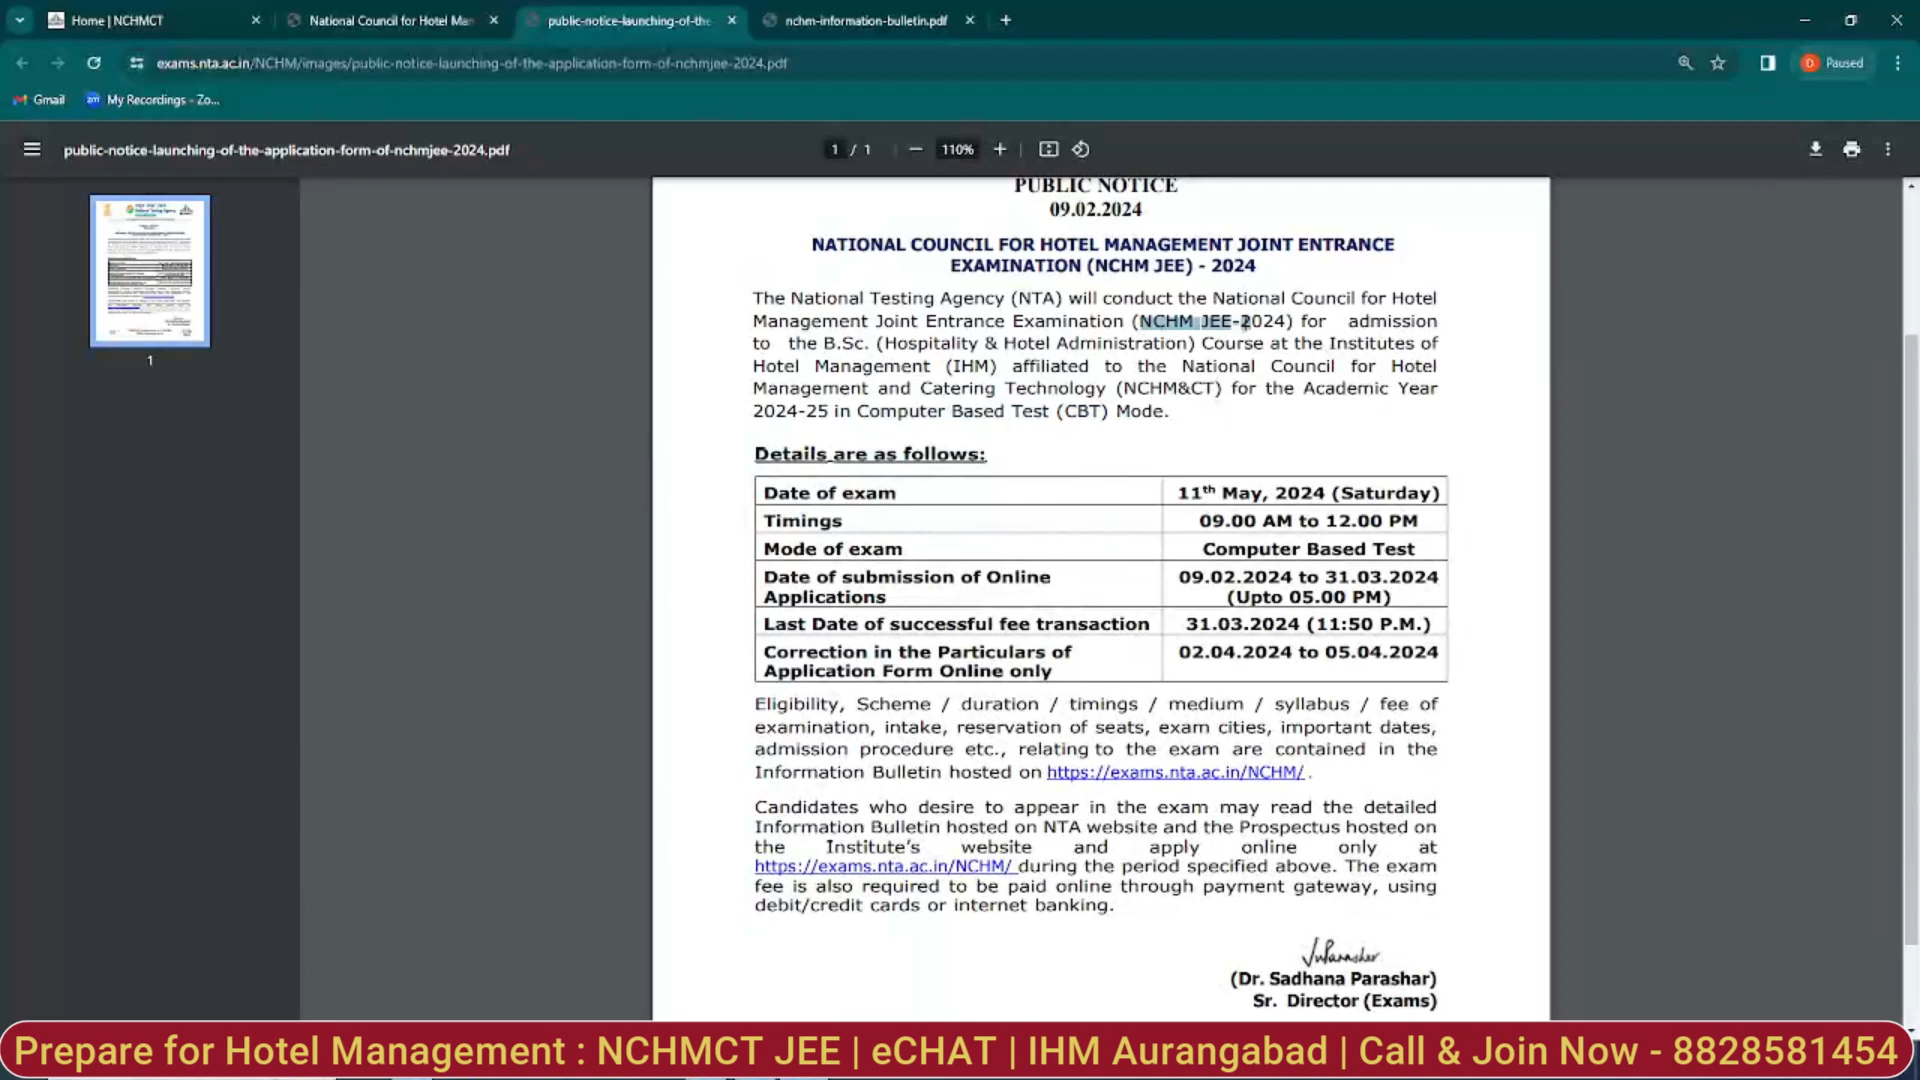 Home | NCHMCT
National Council for Hotel Man
public-notice-launching-of-the
nchm-information-bulletin.pdf
exams.nta.ac.in/NCHM/images/public-notice-launching-of-the-application-form-of-nchmjee-2024.pdf
D Paused
Gmail
zm My Recordings - Zo...
public-notice-launching-of-the-application-form-of-nchmjee-2024.pdf
1 / 1
110%
1
PUBLIC NOTICE
09.02.2024
NATIONAL COUNCIL FOR HOTEL MANAGEMENT JOINT ENTRANCE
EXAMINATION (NCHM JEE) - 2024
The National Testing Agency (NTA) will conduct the National Council for Hotel
Management Joint Entrance Examination (NCHM JEE-2024) for admission
to the B.Sc. (Hospitality & Hotel Administration) Course at the Institutes of
Hotel Management (IHM) affiliated to the National Council for Hotel
Management and Catering Technology (NCHM&CT) for the Academic Year
2024-25 in Computer Based Test (CBT) Mode.
Details are as follows:
Date of exam 11th May, 2024 (Saturday)
Timings 09.00 AM to 12.00 PM
Mode of exam Computer Based Test
Date of submission of Online 09.02.2024 to 31.03.2024
Applications (Upto 05.00 PM)
Last Date of successful fee transaction 31.03.2024 (11:50 P.M.)
Correction in the Particulars of 02.04.2024 to 05.04.2024
Application Form Online only
Eligibility, Scheme / duration / timings / medium / syllabus / fee of
examination, intake, reservation of seats, exam cities, important dates,
admission procedure etc., relating to the exam are contained in the
Information Bulletin hosted on https://exams.nta.ac.in/NCHM/ .
Candidates who desire to appear in the exam may read the detailed
Information Bulletin hosted on NTA website and the Prospectus hosted on
the Institute's website and apply online only at
https://exams.nta.ac.in/NCHM/ during the period specified above. The exam
fee is also required to be paid online through payment gateway, using
debit/credit cards or internet banking.
(Dr. Sadhana Parashar)
Sr. Director (Exams)
Prepare for Hotel Management : NCHMCT JEE | eCHAT | IHM Aurangabad | Call & Join Now - 8828581454